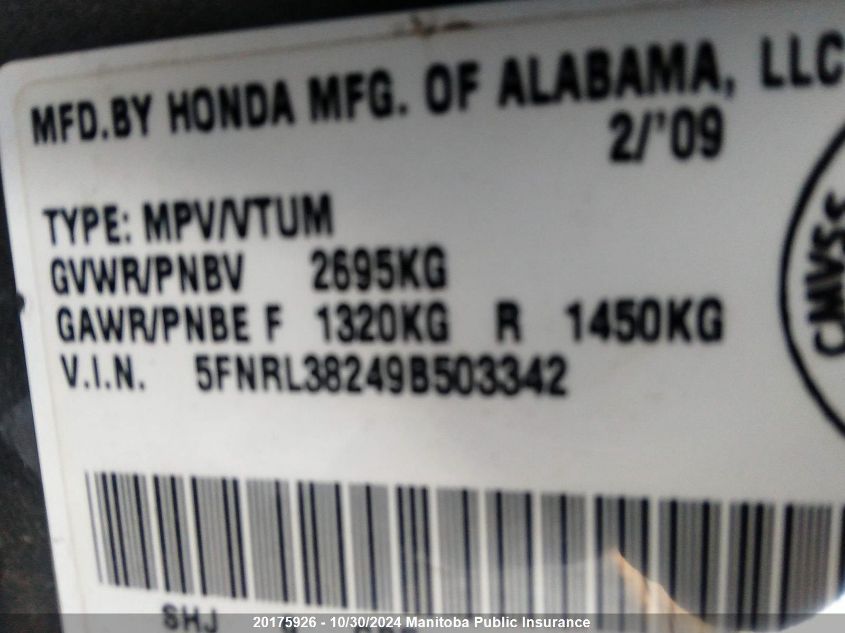 MFD.BY HONDA MFG. OF ALABAMA, LLC
2/'09
TYPE: MPV/VTUM
GVWR/PNBV 2695KG
GAWR/PNBE F 1320KG R 1450KG
V.I.N. 5FNRL38249B503342
CMVSS
SHJ
20175926 - 10/30/2024 Manitoba Public Insurance